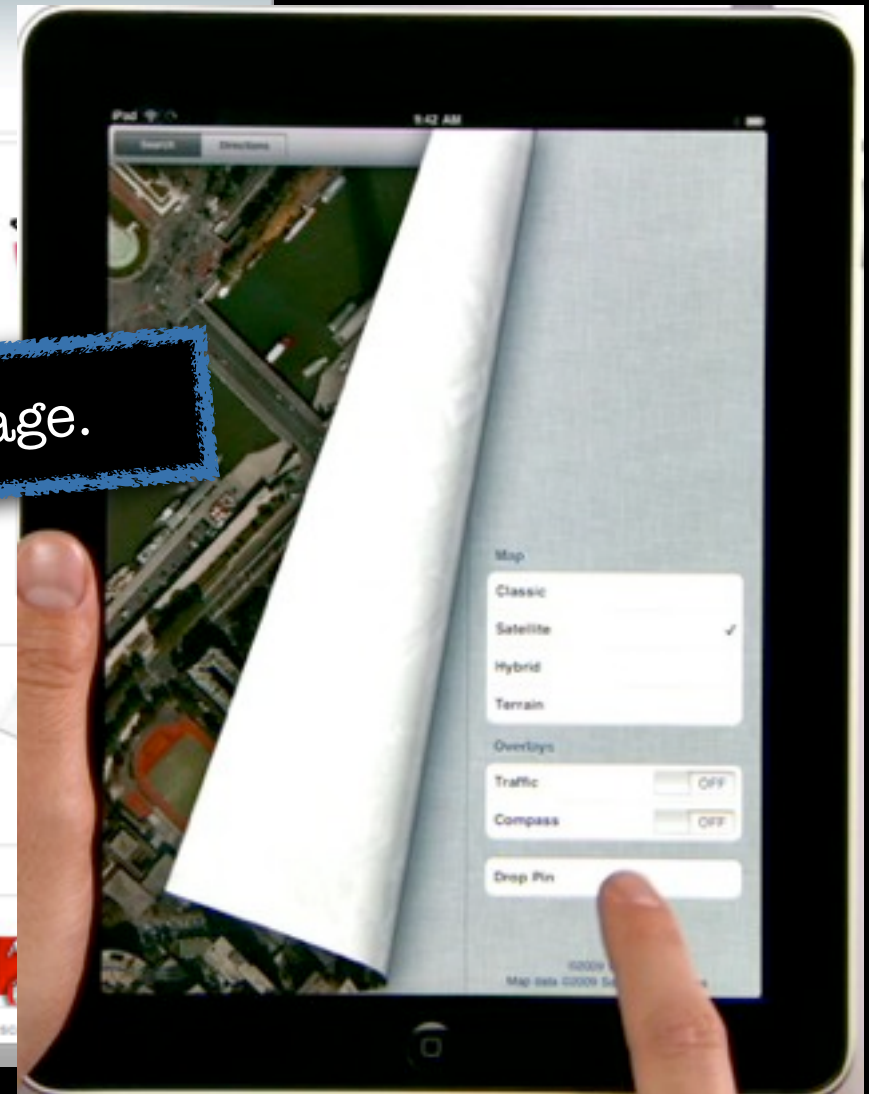 iPad 9:42 AM
Search Directions
age.
Map
Classic
Satellite ✓
Hybrid
Terrain
Overlays
Traffic OFF
Compass OFF
Drop Pin
©2009
Map data ©2009